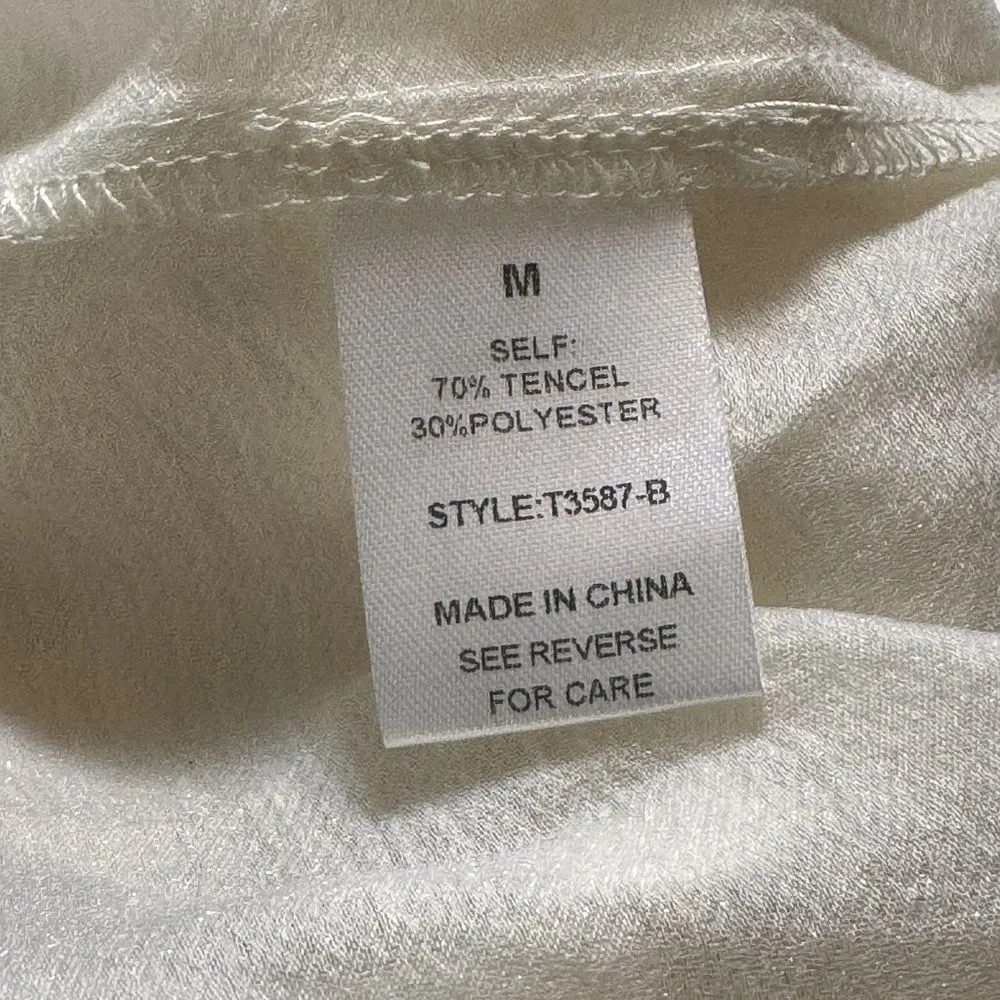 M
SELF:
70% TENCEL
30%POLYESTER
STYLE:T3587-B
MADE IN CHINA
SEE REVERSE
FOR CARE